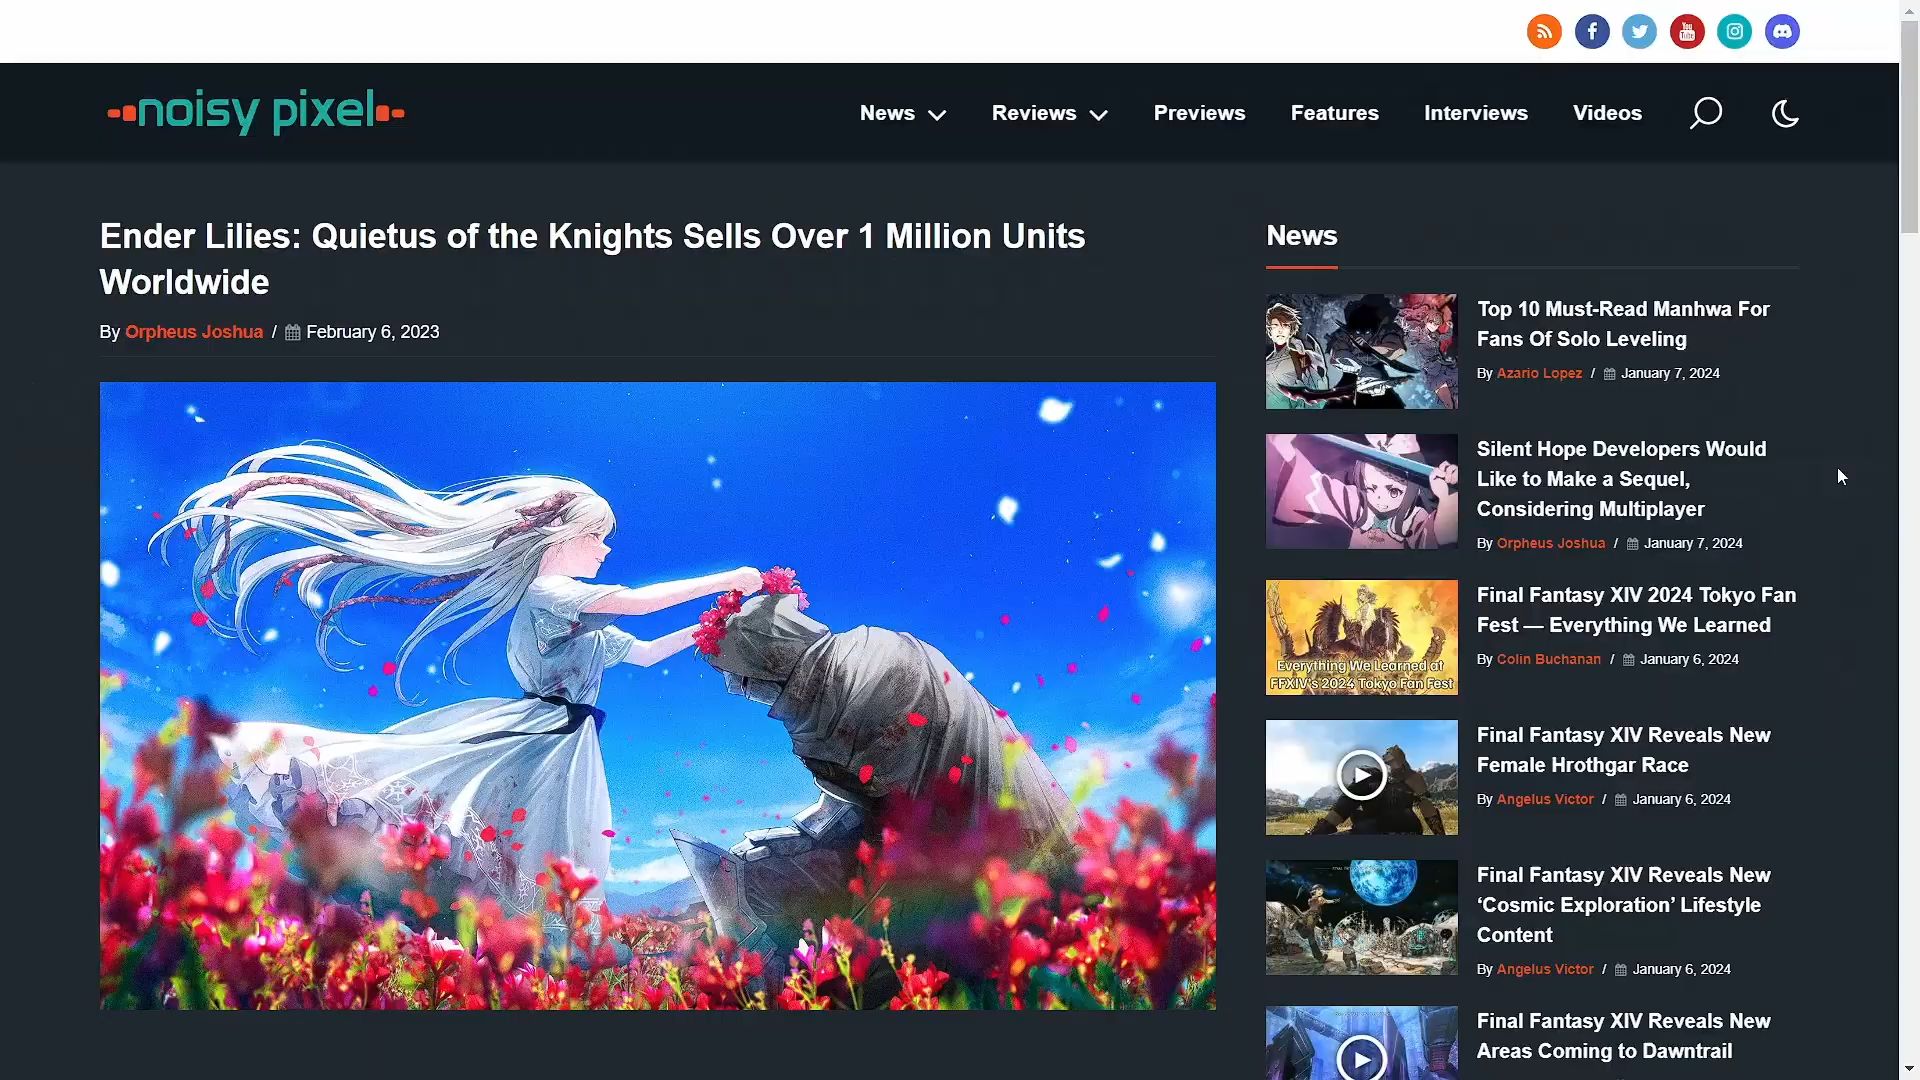 noisy pixel
News
Reviews
Previews
Features
Interviews
Videos
Ender Lilies: Quietus of the Knights Sells Over 1 Million Units
Worldwide
By Orpheus Joshua / February 6, 2023
News
Top 10 Must-Read Manhwa For
Fans Of Solo Leveling
By Azario Lopez / January 7, 2024
Silent Hope Developers Would
Like to Make a Sequel,
Considering Multiplayer
By Orpheus Joshua / January 7, 2024
Everything We Learned at
FFXIV's 2024 Tokyo Fan Fest
Final Fantasy XIV 2024 Tokyo Fan
Fest — Everything We Learned
By Colin Buchanan / January 6, 2024
Final Fantasy XIV Reveals New
Female Hrothgar Race
By Angelus Victor / January 6, 2024
Final Fantasy XIV Reveals New
‘Cosmic Exploration’ Lifestyle
Content
By Angelus Victor / January 6, 2024
Final Fantasy XIV Reveals New
Areas Coming to Dawntrail